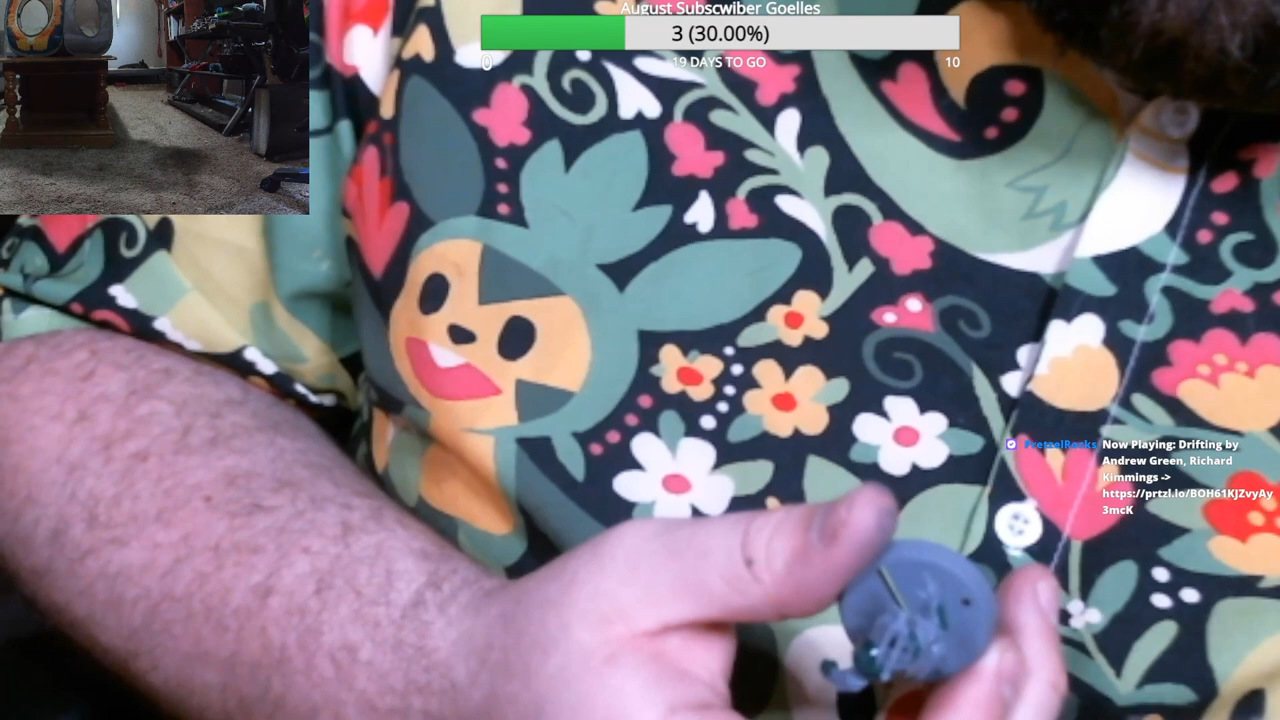 August Subscwiber Goelles
3 (30.00%)
0 19 DAYS TO GO 10
PretzelRocks Now Playing: Drifting by
Andrew Green, Richard
Kimmings ->
https://prtzl.io/BOH61KJZvyAy
3mcK